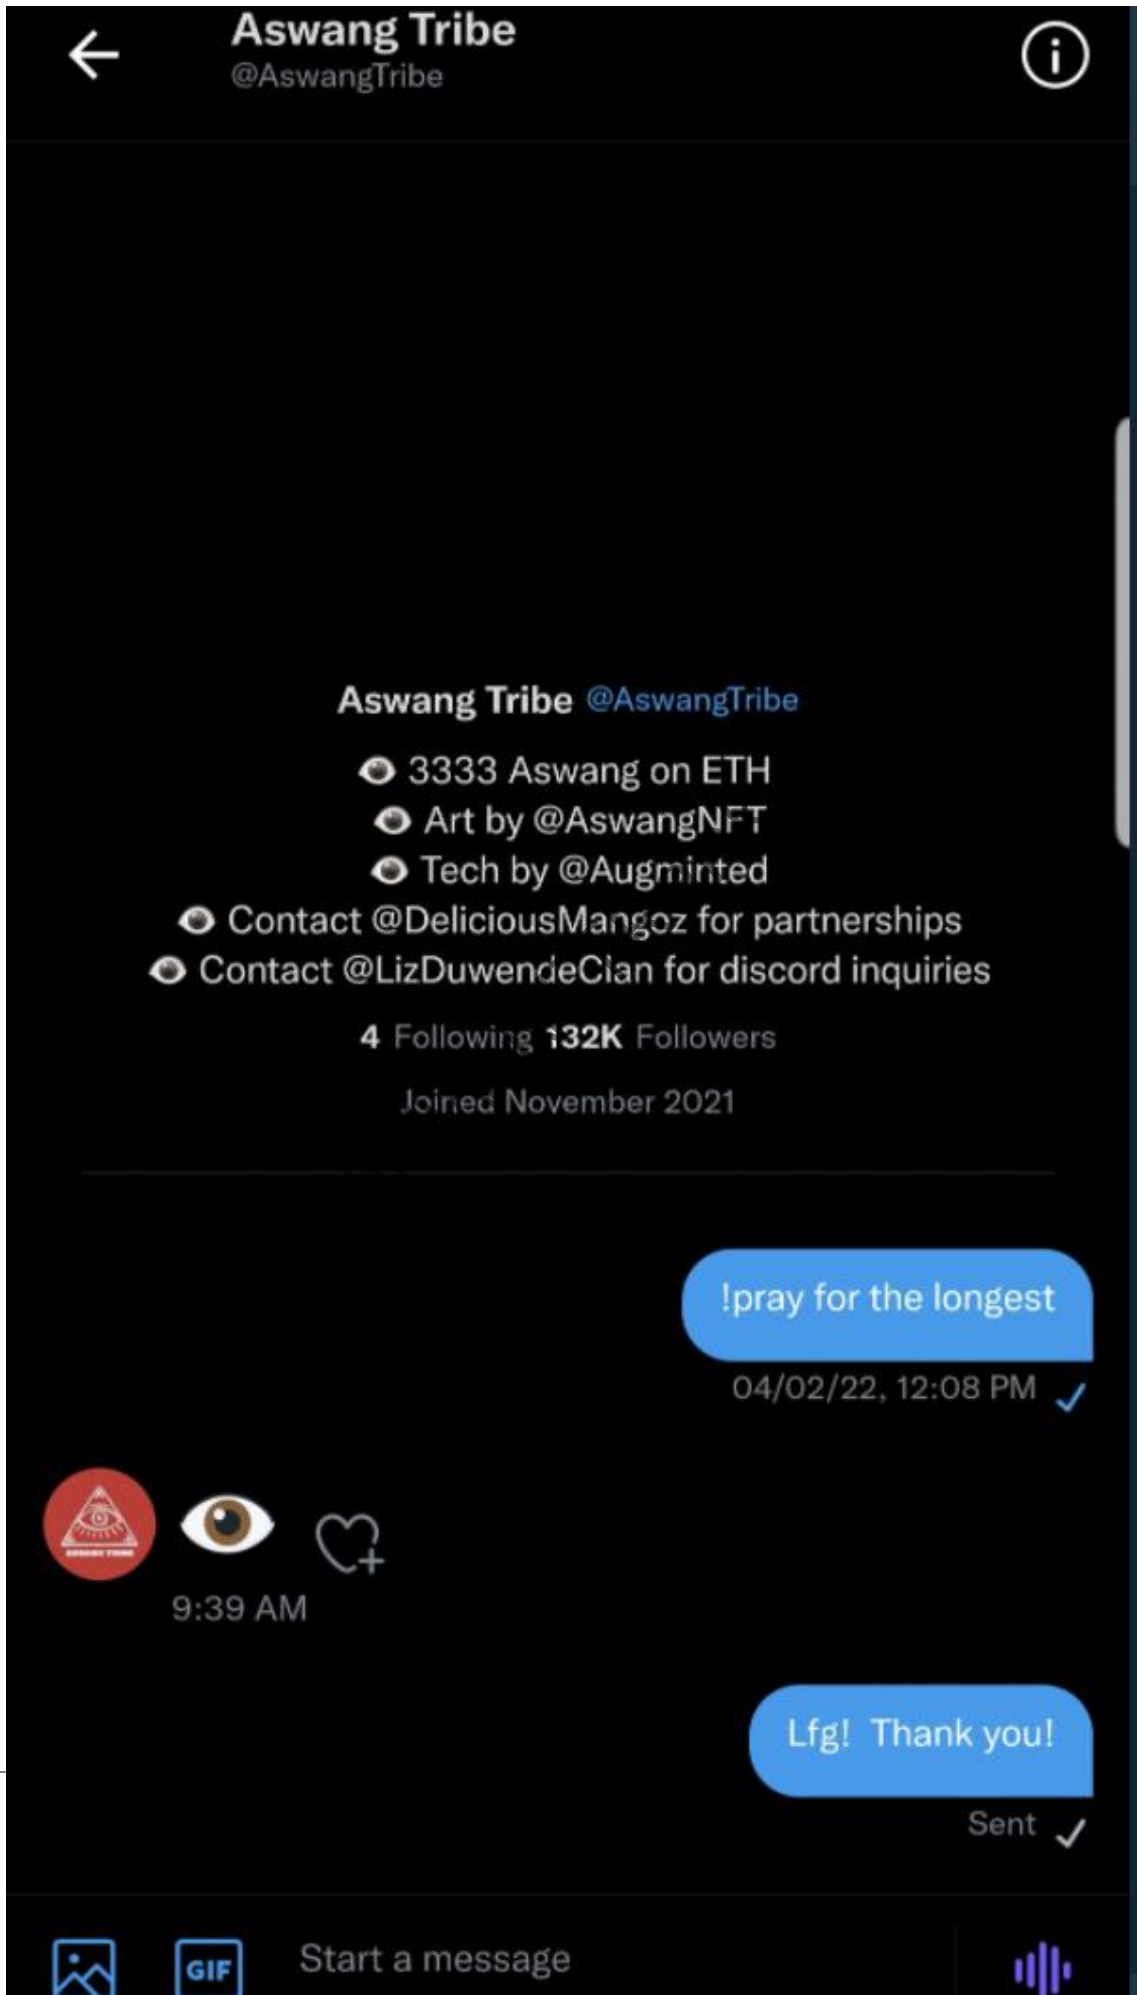 Aswang Tribe
@AswangTribe
Aswang Tribe @AswangTribe
👁 3333 Aswang on ETH
👁 Art by @AswangNFT
👁 Tech by @Augminted
👁 Contact @DeliciousMangoz for partnerships
👁 Contact @LizDuwendeClan for discord inquiries
4 Following 132K Followers
Joined November 2021
!pray for the longest
04/02/22, 12:08 PM
ASWANG TRIBE
👁
9:39 AM
Lfg! Thank you!
Sent
GIF
Start a message